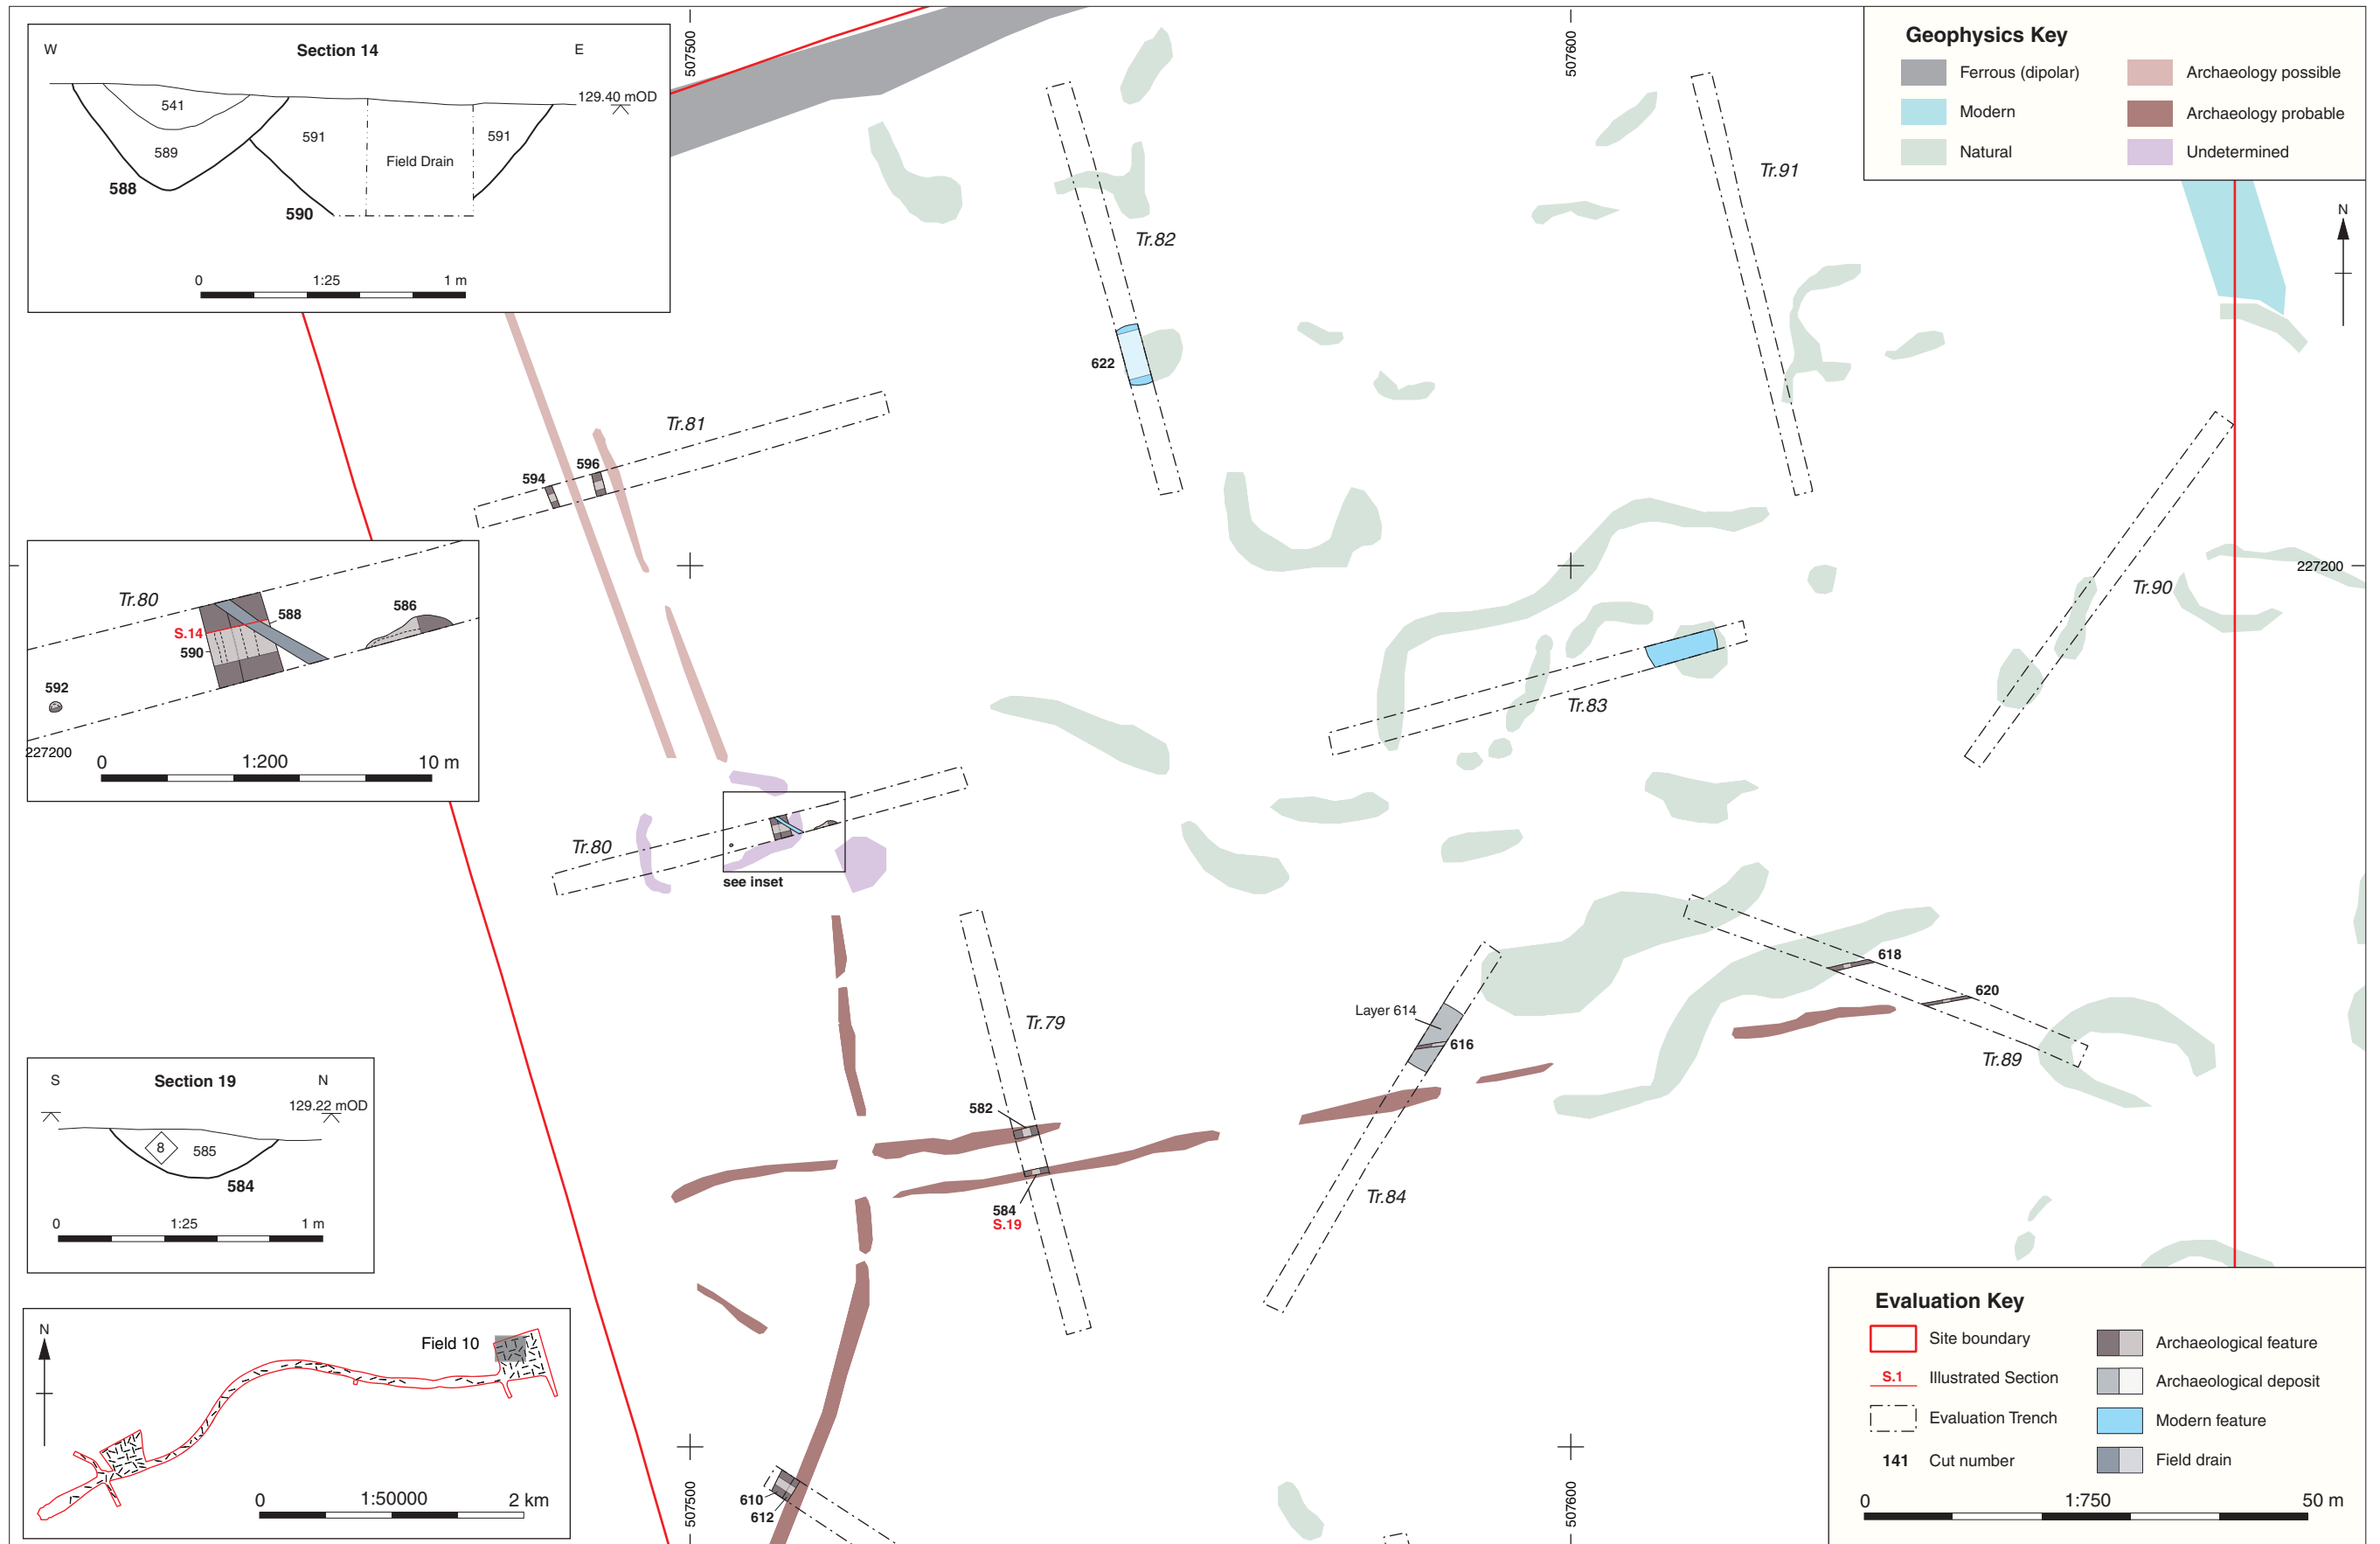 W
Section 14
E
541
129.40 mOD
591
591
589
Field Drain
588
590
0
1:25
1 m
507500
507600
Geophysics Key
Ferrous (dipolar)
Archaeology possible
Modern
Archaeology probable
Natural
Undetermined
N
Tr.91
Tr.82
622
Tr.81
596
594
227200
Tr.90
Tr.80
586
588
S.14
590
592
227200
0
1:200
10 m
Tr.83
Tr.80
see inset
618
620
Layer 614
616
Tr.79
Tr.89
S
Section 19
N
129.22 mOD
8
585
584
0
1:25
1 m
582
584
S.19
Tr.84
N
Field 10
0
1:50000
2 km
610
612
507500
507600
Evaluation Key
Site boundary
Archaeological feature
S.1
Illustrated Section
Archaeological deposit
Evaluation Trench
Modern feature
141
Cut number
Field drain
0
1:750
50 m